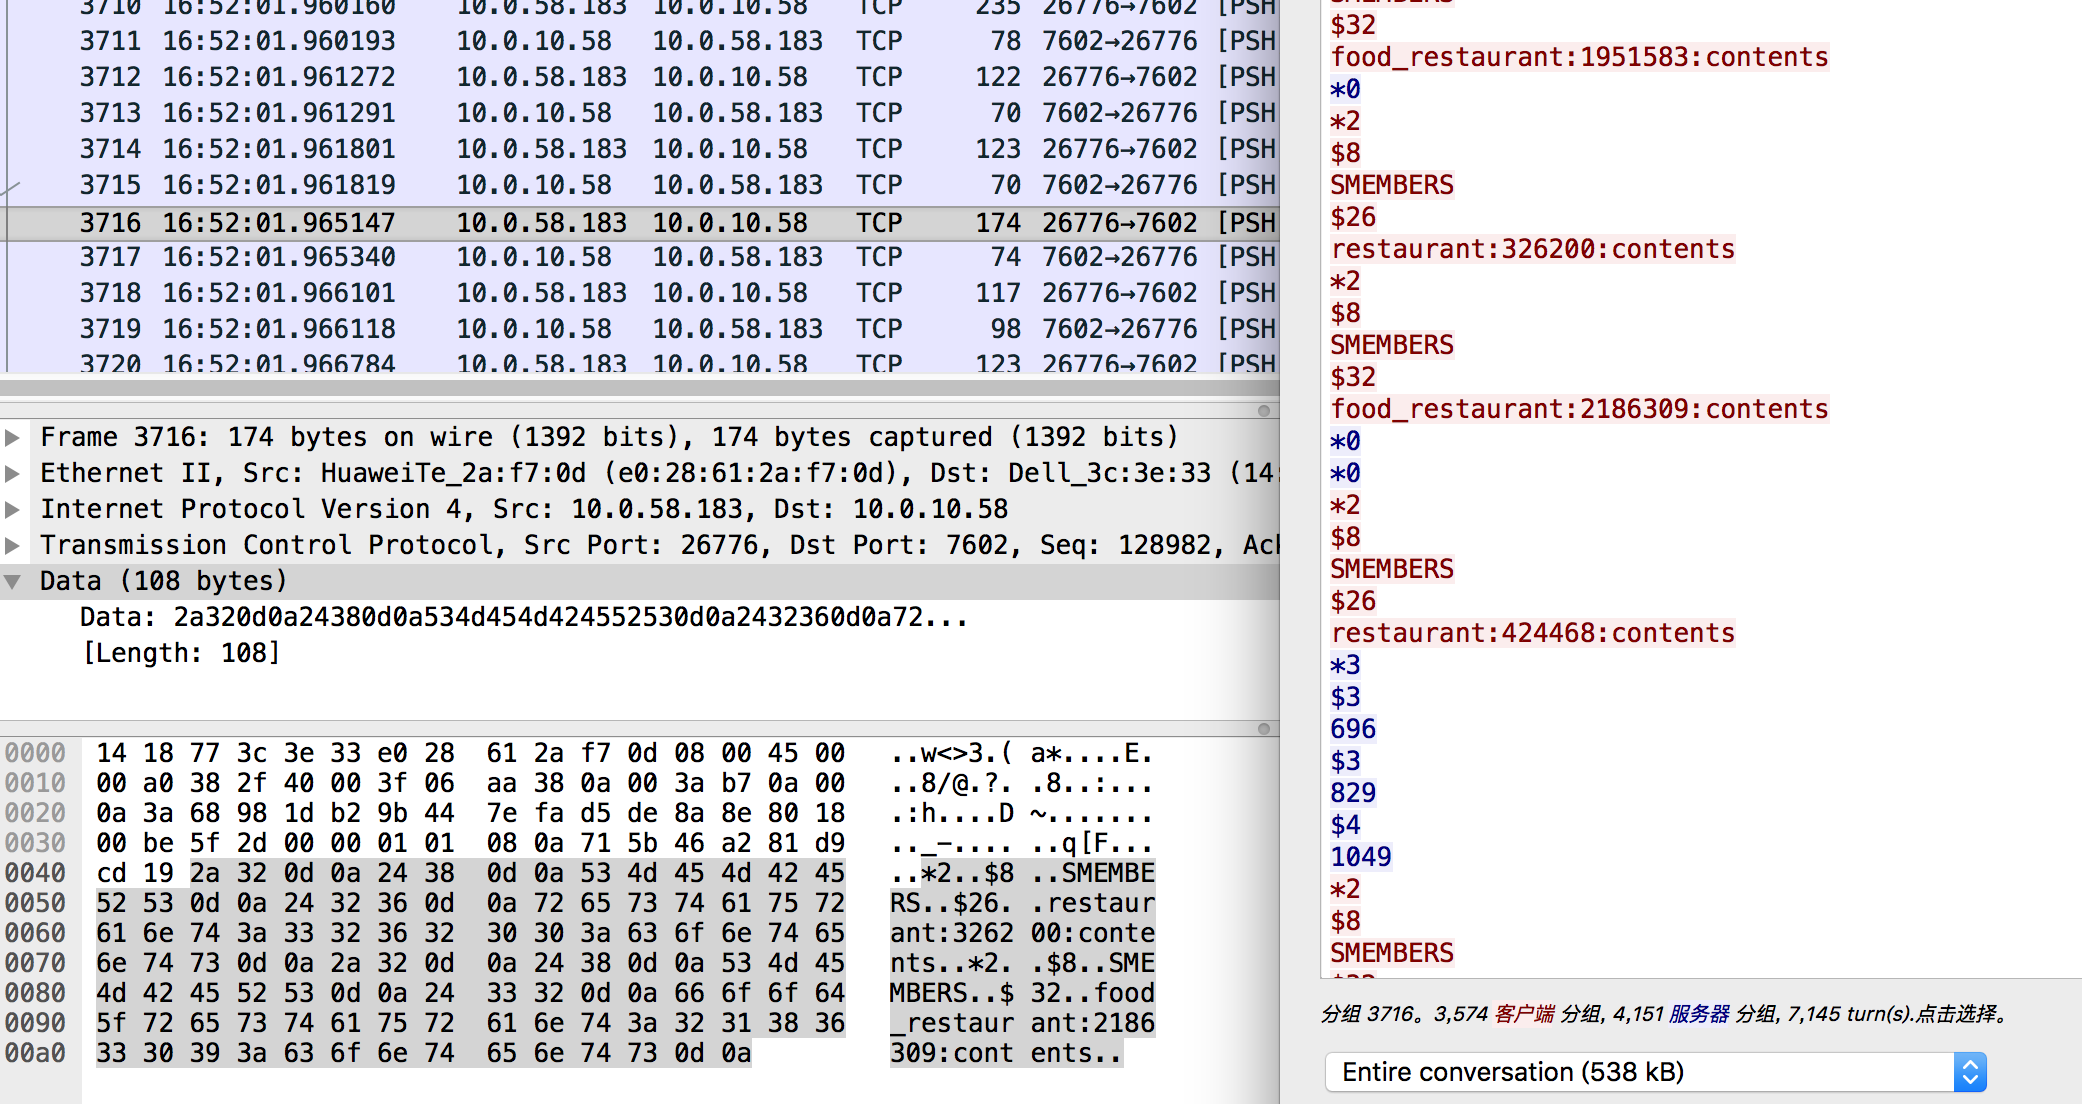 3710 16:52:01.960160 10.0.58.183 10.0.10.58 TCP 235 26776→7602 [PSH
3711 16:52:01.960193 10.0.10.58 10.0.58.183 TCP 78 7602→26776 [PSH
3712 16:52:01.961272 10.0.58.183 10.0.10.58 TCP 122 26776→7602 [PSH
3713 16:52:01.961291 10.0.10.58 10.0.58.183 TCP 70 7602→26776 [PSH
3714 16:52:01.961801 10.0.58.183 10.0.10.58 TCP 123 26776→7602 [PSH
3715 16:52:01.961819 10.0.10.58 10.0.58.183 TCP 70 7602→26776 [PSH
3716 16:52:01.965147 10.0.58.183 10.0.10.58 TCP 174 26776→7602 [PSH
3717 16:52:01.965340 10.0.10.58 10.0.58.183 TCP 74 7602→26776 [PSH
3718 16:52:01.966101 10.0.58.183 10.0.10.58 TCP 117 26776→7602 [PSH
3719 16:52:01.966118 10.0.10.58 10.0.58.183 TCP 98 7602→26776 [PSH
3720 16:52:01.966784 10.0.58.183 10.0.10.58 TCP 123 26776→7602 [PSH
Frame 3716: 174 bytes on wire (1392 bits), 174 bytes captured (1392 bits)
Ethernet II, Src: HuaweiTe_2a:f7:0d (e0:28:61:2a:f7:0d), Dst: Dell_3c:3e:33 (14:
Internet Protocol Version 4, Src: 10.0.58.183, Dst: 10.0.10.58
Transmission Control Protocol, Src Port: 26776, Dst Port: 7602, Seq: 128982, Ack
Data (108 bytes)
Data: 2a320d0a24380d0a534d454d424552530d0a2432360d0a72...
[Length: 108]
0000 14 18 77 3c 3e 33 e0 28 61 2a f7 0d 08 00 45 00 ..w<>3.( a*....E.
0010 00 a0 38 2f 40 00 3f 06 aa 38 0a 00 3a b7 0a 00 ..8/@.?. .8..:...
0020 0a 3a 68 98 1d b2 9b 44 7e fa d5 de 8a 8e 80 18 .:h....D ~.......
0030 00 be 5f 2d 00 00 01 01 08 0a 71 5b 46 a2 81 d9 .._-.... ..q[F...
0040 cd 19 2a 32 0d 0a 24 38 0d 0a 53 4d 45 4d 42 45 ..*2..$8 ..SMEMBE
0050 52 53 0d 0a 24 32 36 0d 0a 72 65 73 74 61 75 72 RS..$26. .restaur
0060 61 6e 74 3a 33 32 36 32 30 30 3a 63 6f 6e 74 65 ant:3262 00:conte
0070 6e 74 73 0d 0a 2a 32 0d 0a 24 38 0d 0a 53 4d 45 nts..*2. .$8..SME
0080 4d 42 45 52 53 0d 0a 24 33 32 0d 0a 66 6f 6f 64 MBERS..$ 32..food
0090 5f 72 65 73 74 61 75 72 61 6e 74 3a 32 31 38 36 _restaur ant:2186
00a0 33 30 39 3a 63 6f 6e 74 65 6e 74 73 0d 0a 309:cont ents..
SMEMBERS
$32
food_restaurant:1951583:contents
*0
*2
$8
SMEMBERS
$26
restaurant:326200:contents
*2
$8
SMEMBERS
$32
food_restaurant:2186309:contents
*0
*0
*2
$8
SMEMBERS
$26
restaurant:424468:contents
*3
$3
696
$3
829
$4
1049
*2
$8
SMEMBERS
分组 3716。3,574 客户端 分组, 4,151 服务器 分组, 7,145 turn(s).点击选择。
Entire conversation (538 kB)